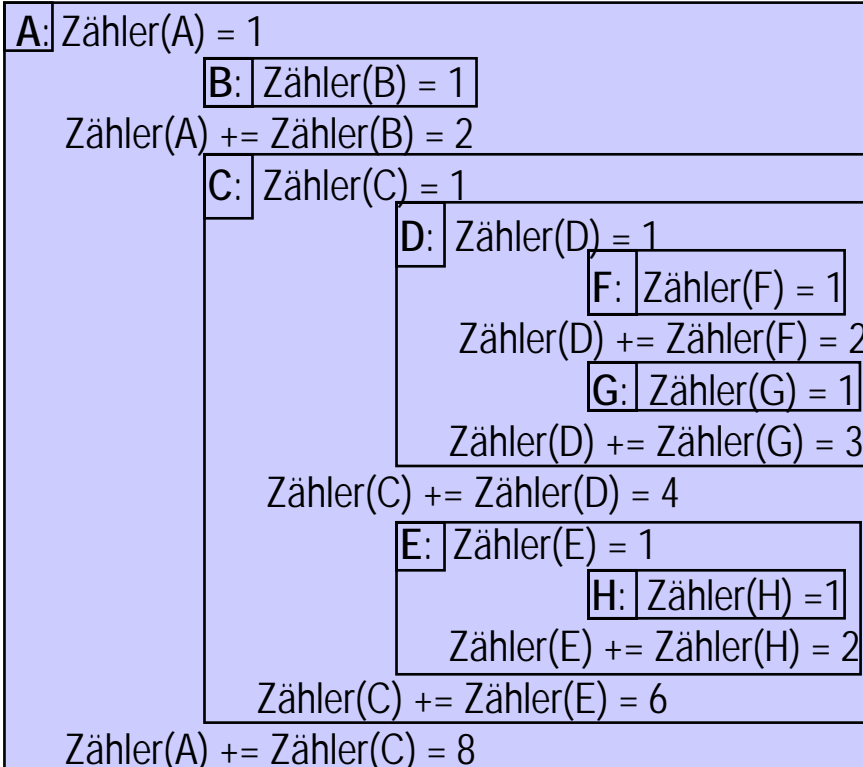 A: Zähler(A) = 1
B: Zähler(B) = 1
Zähler(A) += Zähler(B) = 2
C: Zähler(C) = 1
D: Zähler(D) = 1
F: Zähler(F) = 1
Zähler(D) += Zähler(F) = 2
G: Zähler(G) = 1
Zähler(D) += Zähler(G) = 3
Zähler(C) += Zähler(D) = 4
E: Zähler(E) = 1
H: Zähler(H) =1
Zähler(E) += Zähler(H) = 2
Zähler(C) += Zähler(E) = 6
Zähler(A) += Zähler(C) = 8